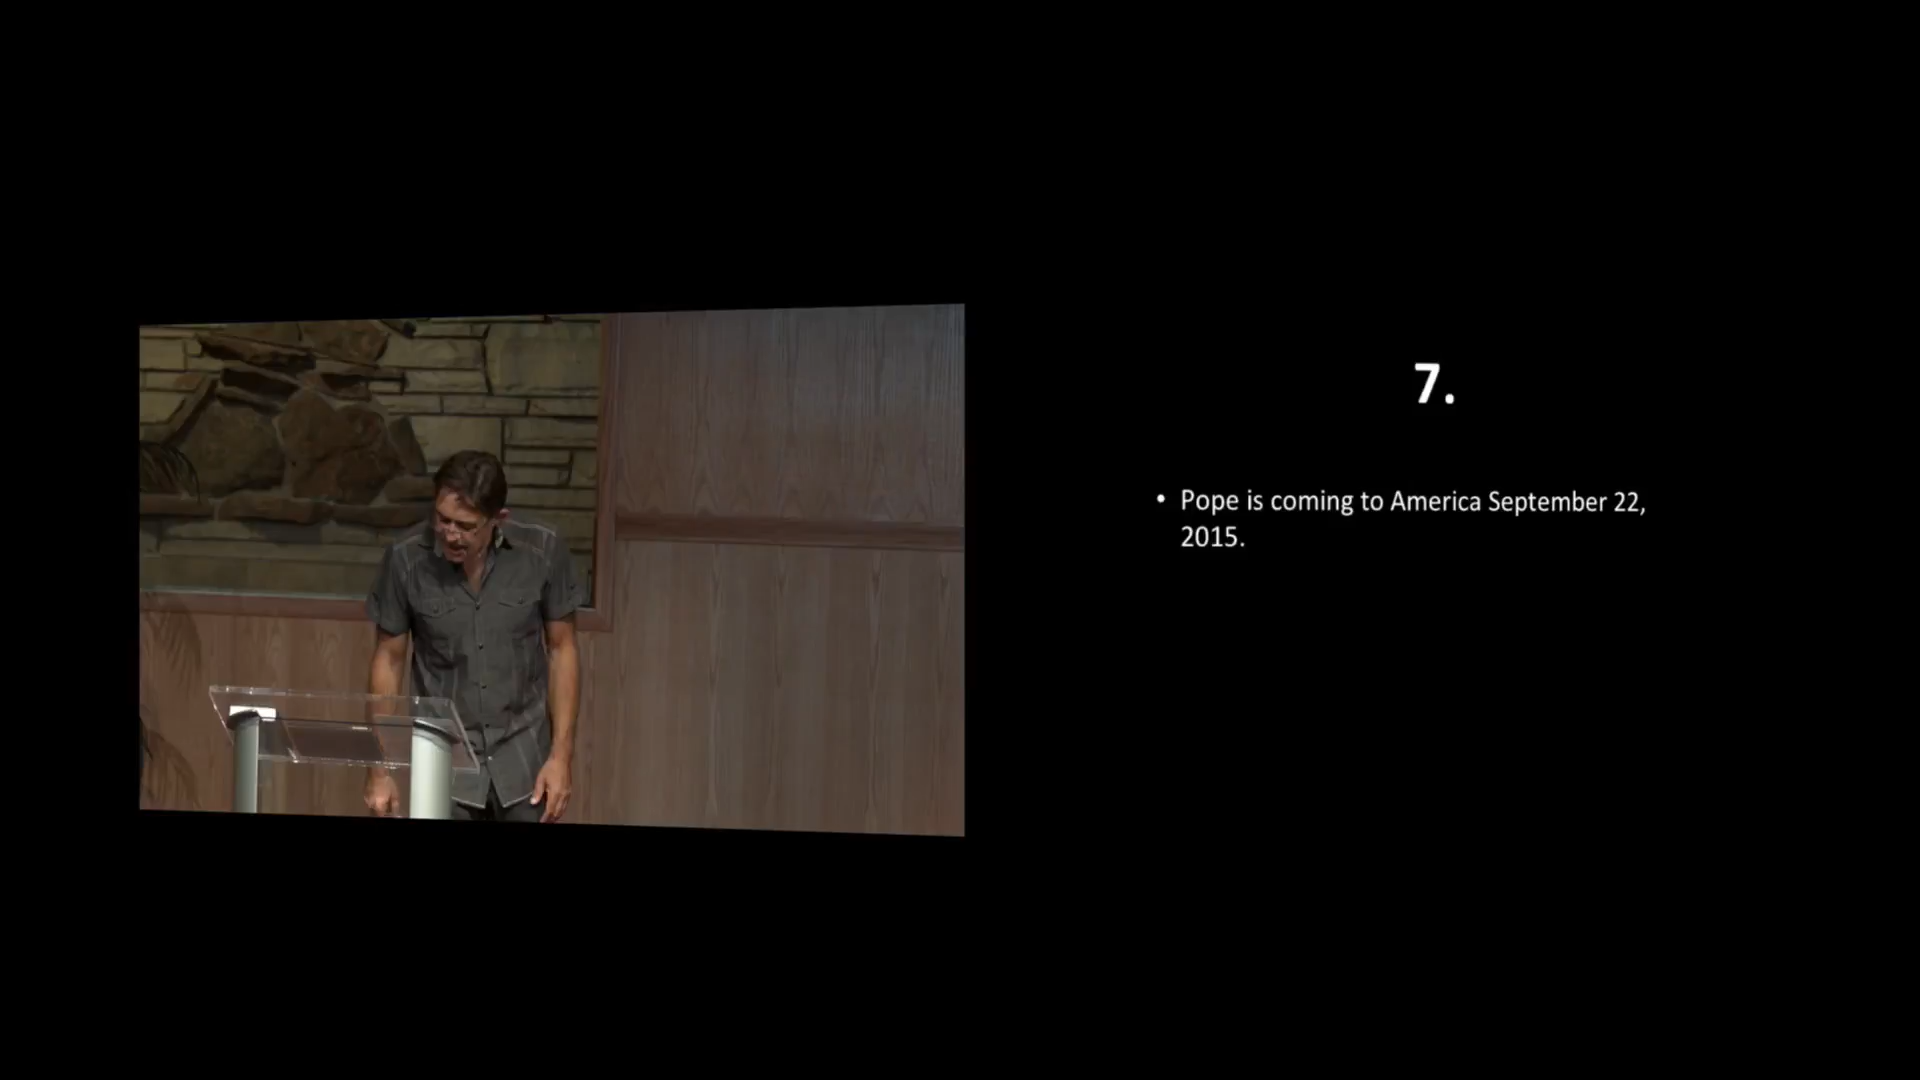 7.
• Pope is coming to America September 22,
2015.